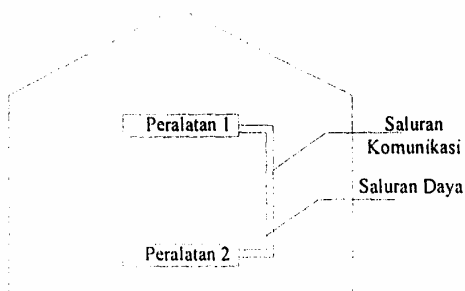 Peralatan 1
Saluran
Komunikasi
Saluran Daya
Peralatan 2